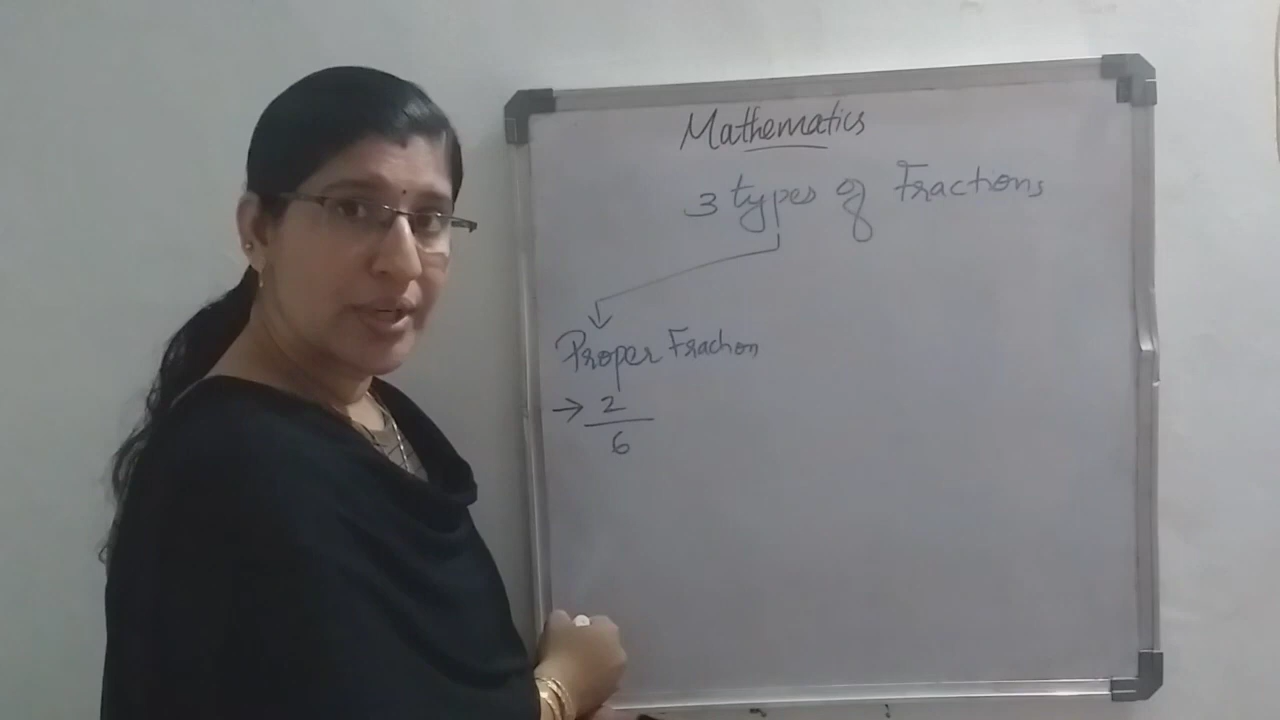 Mathematics
3 types of Fractions
Proper Fraction
→ 2
6